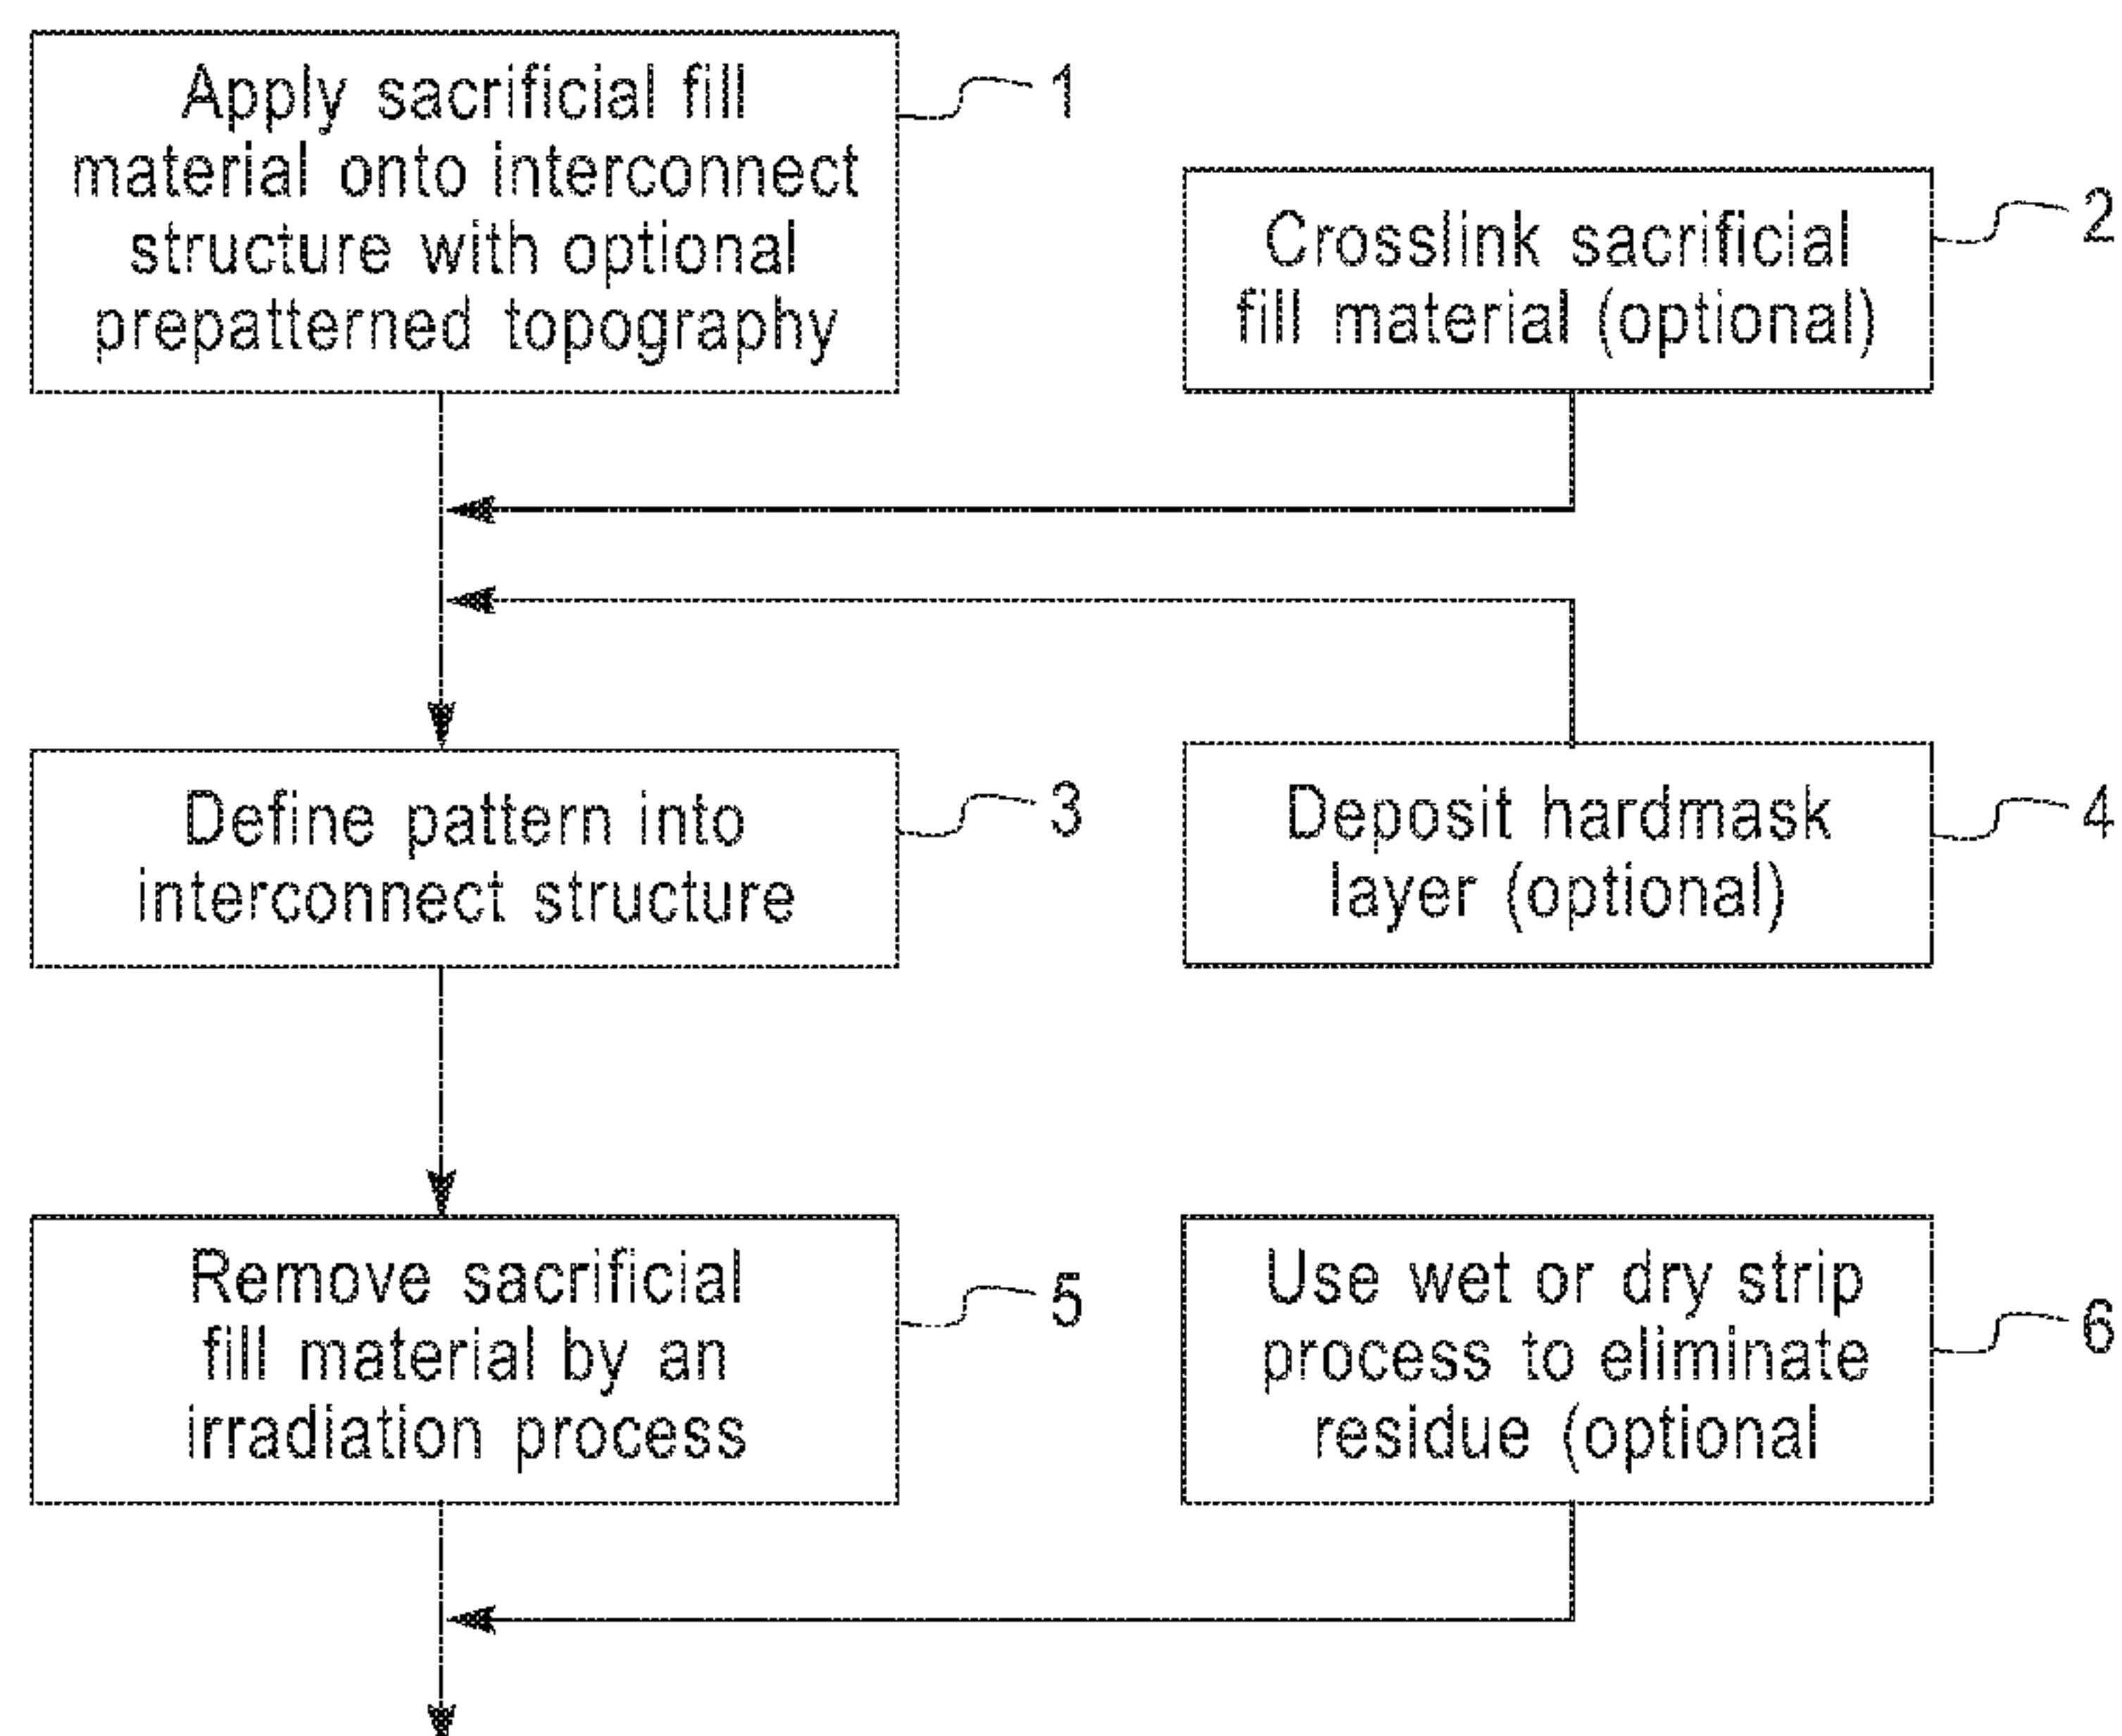 Apply sacrificial fill
material onto interconnect
structure with optional
prepatterned topography
1
Crosslink sacrificial
fill material (optional)
2
Define pattern into
interconnect structure
3
Deposit hardmask
layer (optional)
4
Remove sacrificial
fill material by an
irradiation process
5
Use wet or dry strip
process to eliminate
residue (optional
6